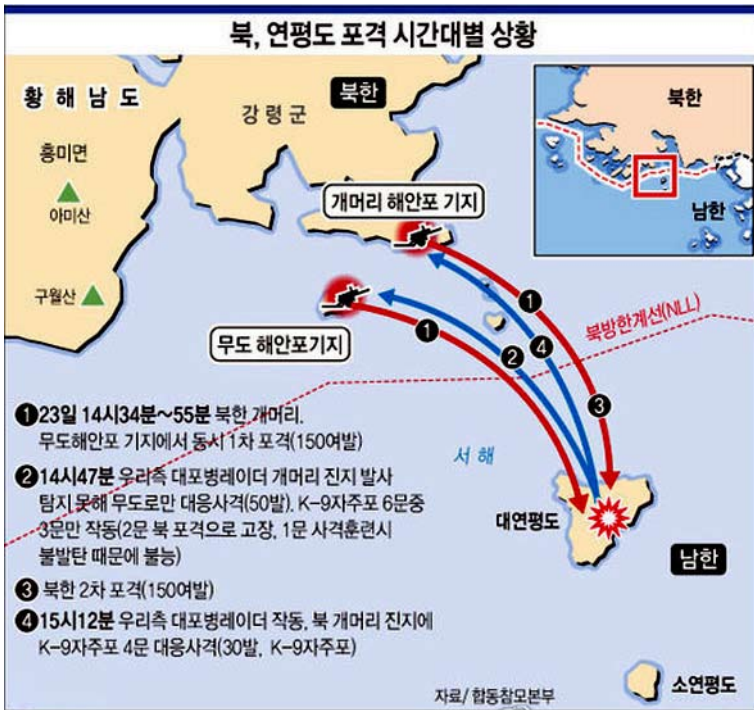 북, 연평도 포격 시간대별 상황
황해남도
강령군
북한
홍미면
아미산
구월산
개머리 해안포 기지
무도 해안포기지
북한
남한
북방한계선(NLL)
1
1
2
4
3
서해
대연평도
남한
소연평도
❶23일 14시34분~55분 북한 개머리.
무도해안포 기지에서 동시 1차 포격(150여발)
❷14시47분 우리측 대포병레이더 개머리 진지 발사
탐지 못해 무도로만 대응사격(50발). K-9자주포 6문중
3문만 작동(2문 북 포격으로 고장, 1문 사격훈련시
불발탄 때문에 불능)
❸ 북한 2차 포격(150여발)
❹15시12분 우리측 대포병레이더 작동, 북 개머리 진지에
K-9자주포 4문 대응사격(30발, K-9자주포)
자료/ 합동참모본부